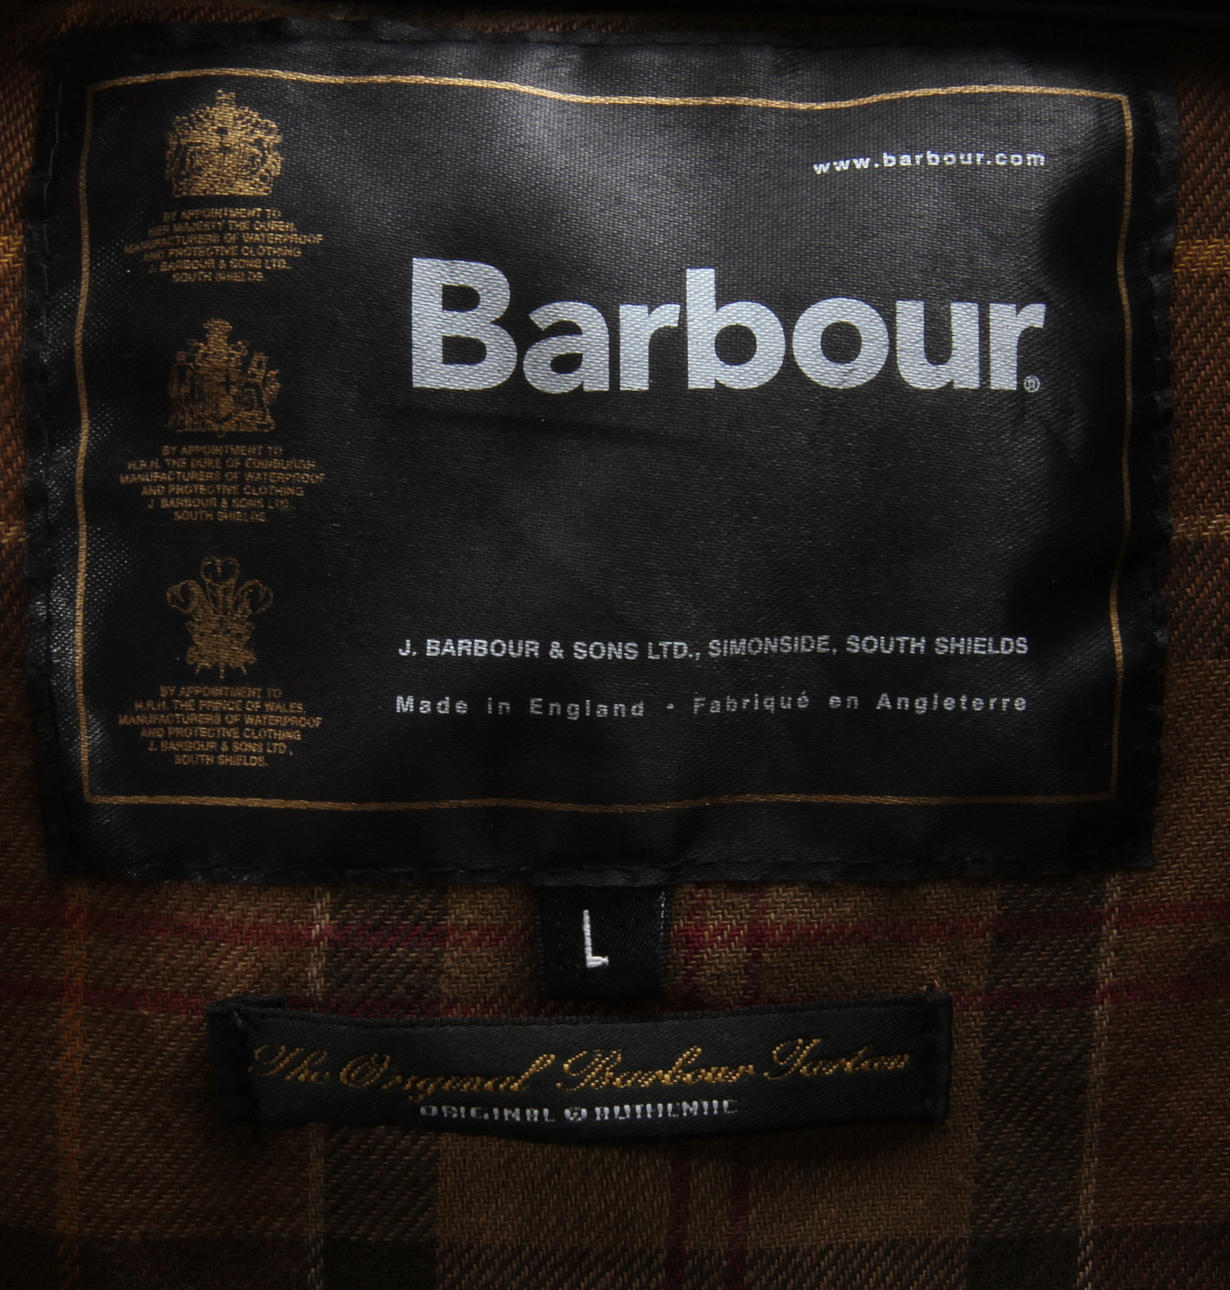 BY APPOINTMENT TO
HER MAJESTY THE QUEEN.
MANUFACTURERS OF WATERPROOF
AND PROTECTIVE CLOTHING
J. BARBOUR & SONS LTD.
SOUTH SHIELDS.
BY APPOINTMENT TO
H.R.H. THE DUKE OF EDINBURGH.
MANUFACTURERS OF WATERPROOF
AND PROTECTIVE CLOTHING
J. BARBOUR & SONS LTD.
SOUTH SHIELDS.
BY APPOINTMENT TO
H.R.H. THE PRINCE OF WALES.
MANUFACTURERS OF WATERPROOF
AND PROTECTIVE CLOTHING
J. BARBOUR & SONS LTD.,
SOUTH SHIELDS.
www.barbour.com
Barbour®
J. BARBOUR & SONS LTD., SIMONSIDE, SOUTH SHIELDS
Made in England · Fabriqué en Angleterre
L
The Original Barbour Tartan
ORIGINAL & AUTHENTIC